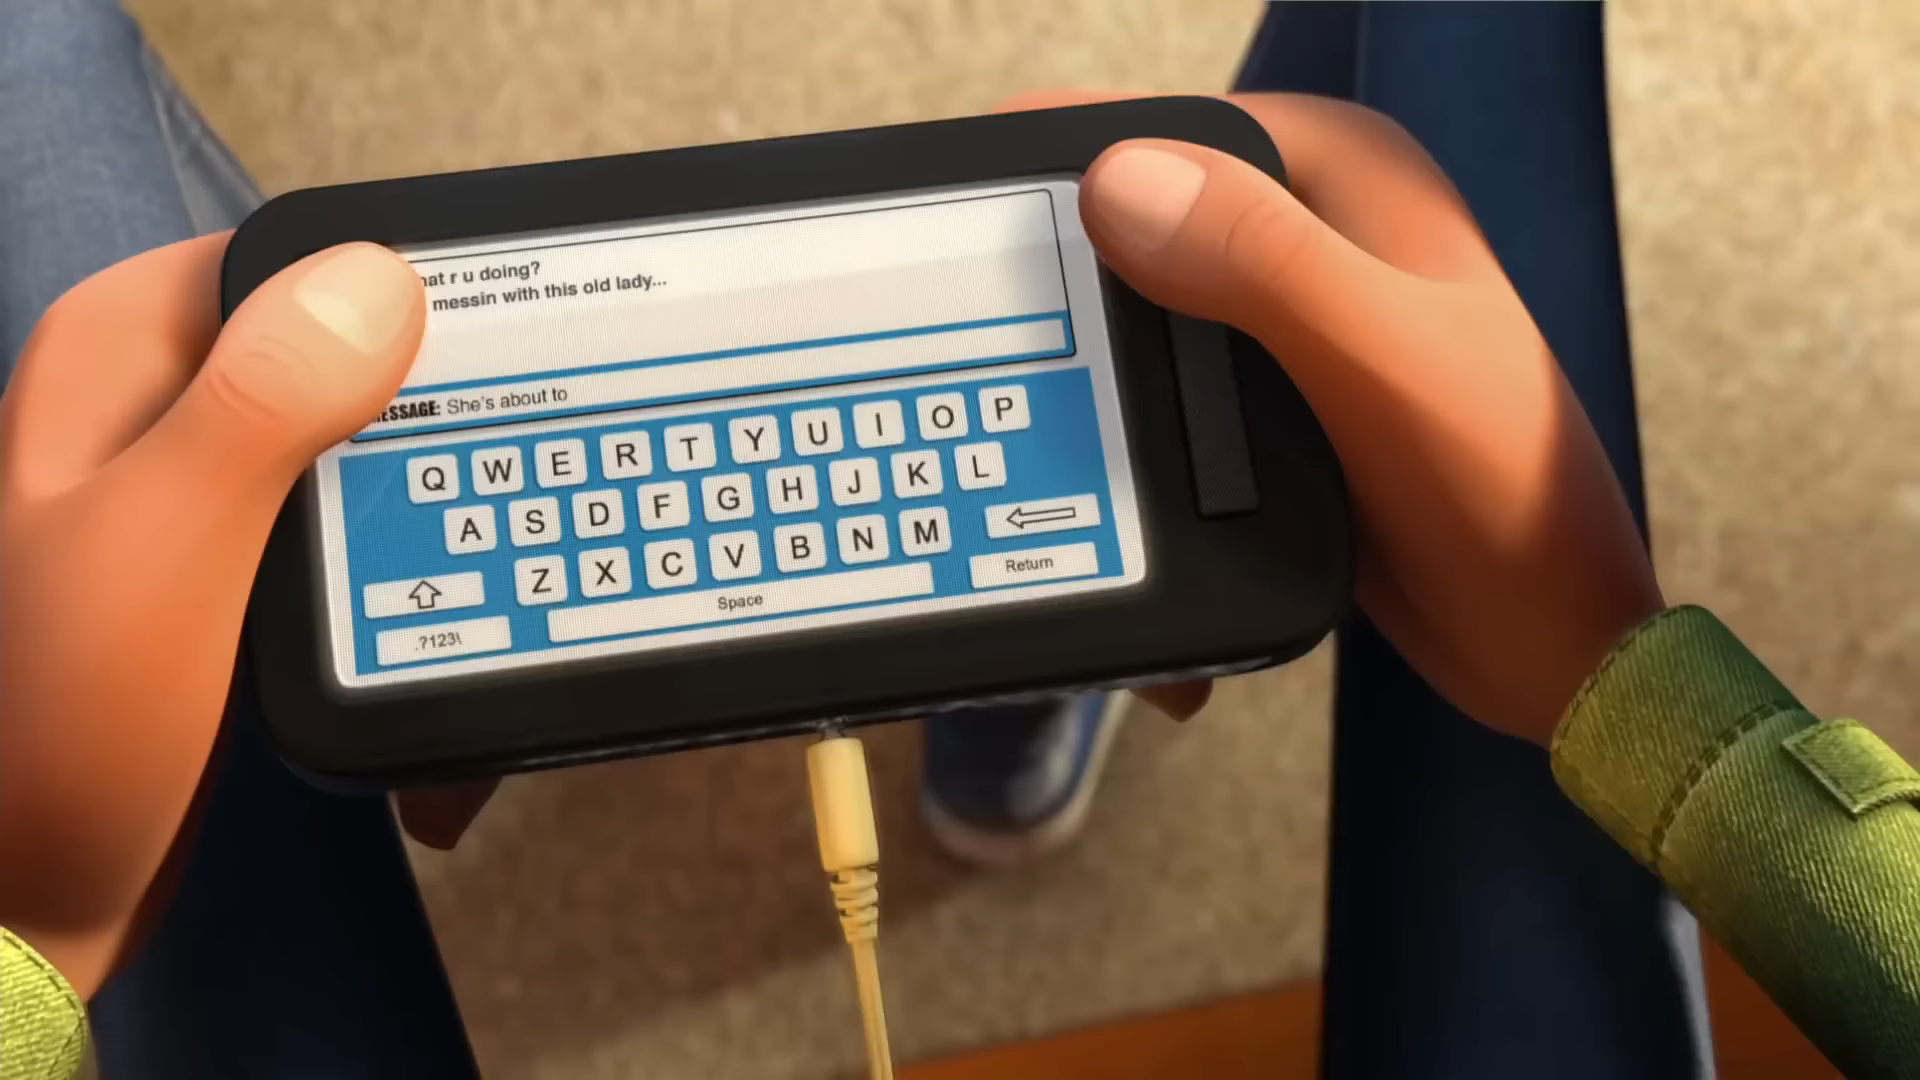 hat r u doing?
messin with this old lady...
ESSAGE: She's about to
Q W E R T Y U I O P
A S D F G H J K L
Z X C V B N M
Return
Space
.?123\